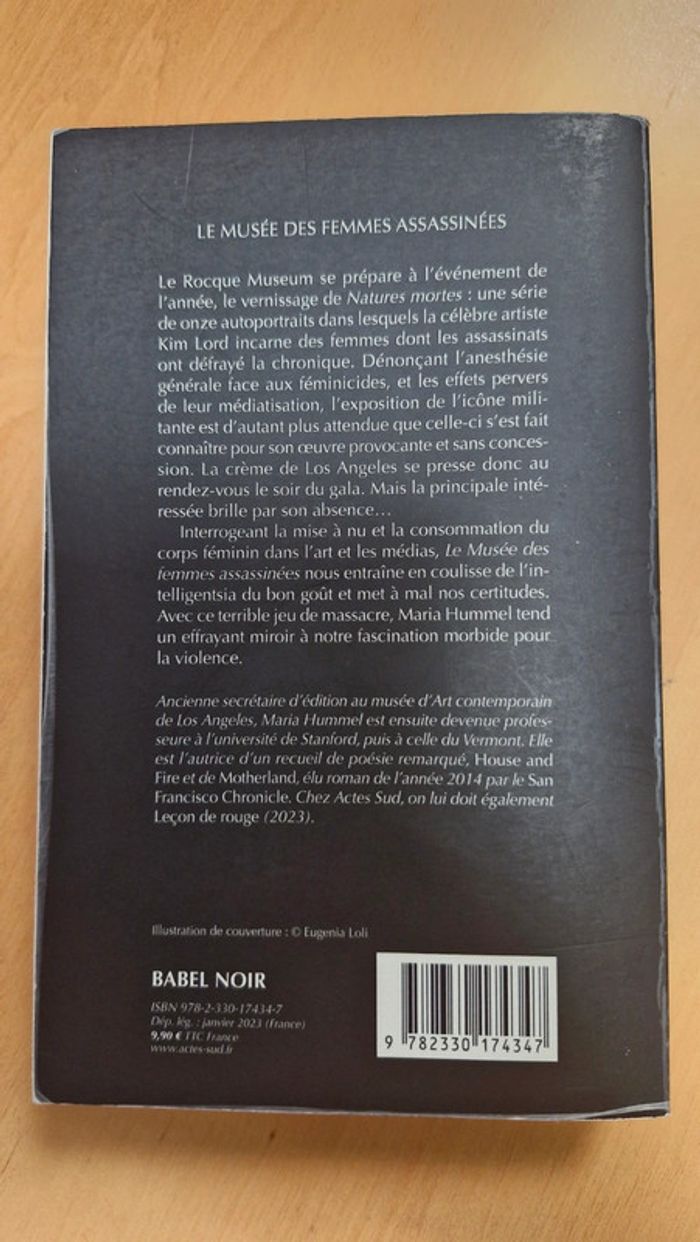 LE MUSÉE DES FEMMES ASSASSINÉES
Le Rocque Museum se prépare à l'événement de
l'année, le vernissage de Natures mortes : une série
de onze autoportraits dans lesquels la célèbre artiste
Kim Lord incarne des femmes dont les assassinats
ont défrayé la chronique. Dénonçant l'anesthésie
générale face aux féminicides, et les effets pervers
de leur médiatisation, l'exposition de l'icône mili-
tante est d'autant plus attendue que celle-ci s'est fait
connaître pour son œuvre provocante et sans conces-
sion. La crème de Los Angeles se presse donc au
rendez-vous le soir du gala. Mais la principale inté-
ressée brille par son absence…
Interrogeant la mise à nu et la consommation du
corps féminin dans l'art et les médias, Le Musée des
femmes assassinées nous entraîne en coulisse de l'in-
telligentsia du bon goût et met à mal nos certitudes.
Avec ce terrible jeu de massacre, Maria Hummel tend
un effrayant miroir à notre fascination morbide pour
la violence.
Ancienne secrétaire d'édition au musée d'Art contemporain
de Los Angeles, Maria Hummel est ensuite devenue profes-
seure à l'université de Stanford, puis à celle du Vermont. Elle
est l'autrice d'un recueil de poésie remarqué, House and
Fire et de Motherland, élu roman de l'année 2014 par le San
Francisco Chronicle. Chez Actes Sud, on lui doit également
Leçon de rouge (2023).
Illustration de couverture : © Eugenia Loli
BABEL NOIR
ISBN 978-2-330-17434-7
Dép. lég. : janvier 2023 (France)
9,90 € TTC France
www.actes-sud.fr
9 782330 174347